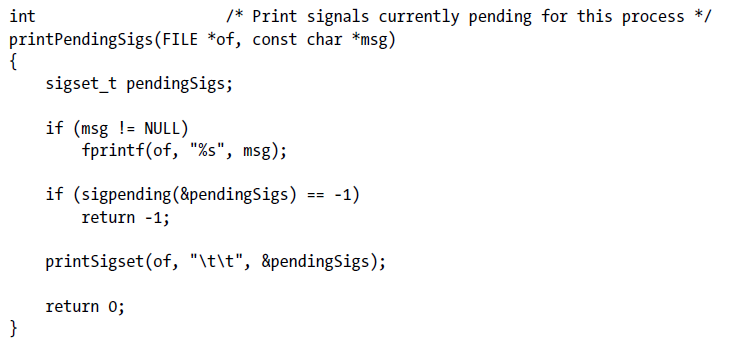 int                     /* Print signals currently pending for this process */
printPendingSigs(FILE *of, const char *msg)
{
    sigset_t pendingSigs;

    if (msg != NULL)
        fprintf(of, "%s", msg);

    if (sigpending(&pendingSigs) == -1)
        return -1;

    printSigset(of, "\t\t", &pendingSigs);

    return 0;
}